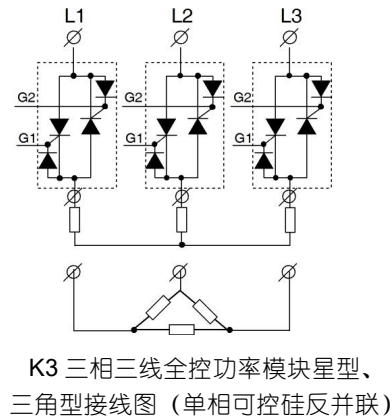 L1 L2 L3
G2 G2 G2
G1 G1 G1
K3 三相三线全控功率模块星型、
三角型接线图（单相可控硅反并联）